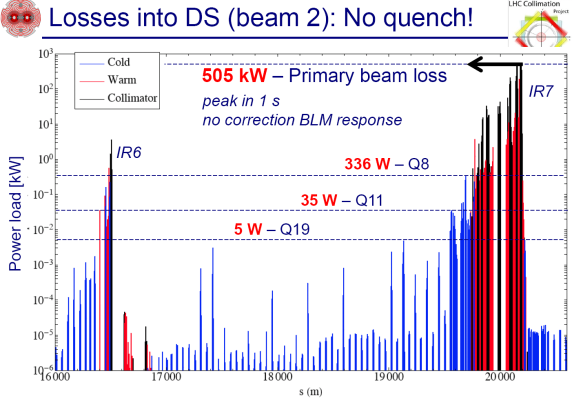 Losses into DS (beam 2): No quench!
LHC Collimation
Project
Cold
Warm
Collimator
505 kW – Primary beam loss
peak in 1 s
no correction BLM response
IR7
IR6
336 W – Q8
35 W – Q11
5 W – Q19
Power load [kW]
10³
10²
10¹
10⁰
10⁻¹
10⁻²
10⁻³
10⁻⁴
10⁻⁵
10⁻⁶
16000 17000 18000 19000 20000
s (m)